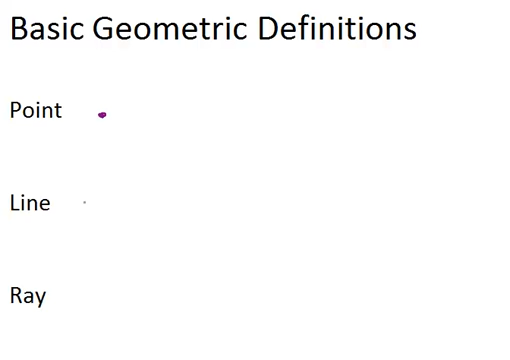 Basic Geometric Definitions
Point
Line
Ray